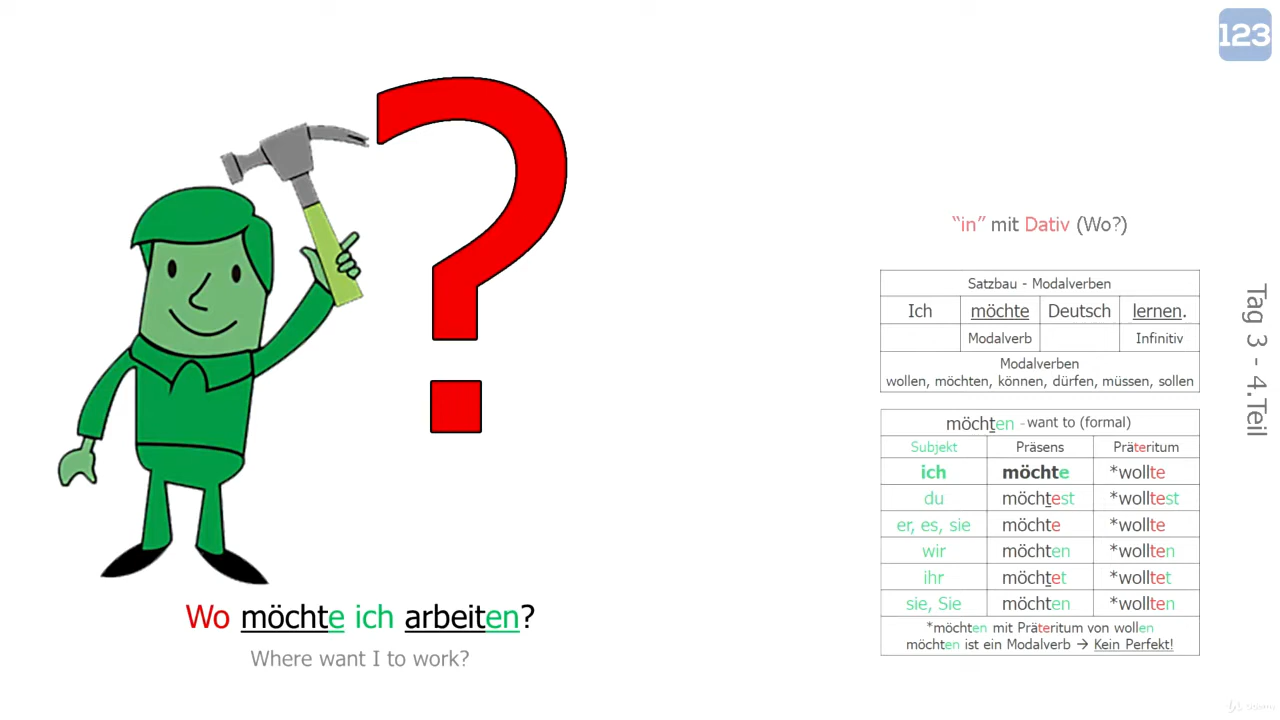 123
Wo möchte ich arbeiten?
Where want I to work?
“in” mit Dativ (Wo?)
Satzbau - Modalverben
Ich möchte Deutsch lernen.
Modalverb Infinitiv
Modalverben
wollen, möchten, können, dürfen, müssen, sollen
möchten - want to (formal)
Subjekt Präsens Präteritum
ich möchte *wollte
du möchtest *wolltest
er, es, sie möchte *wollte
wir möchten *wollten
ihr möchtet *wolltet
sie, Sie möchten *wollten
*möchten mit Präteritum von wollen
möchten ist ein Modalverb → Kein Perfekt!
Tag 3 - 4.Teil